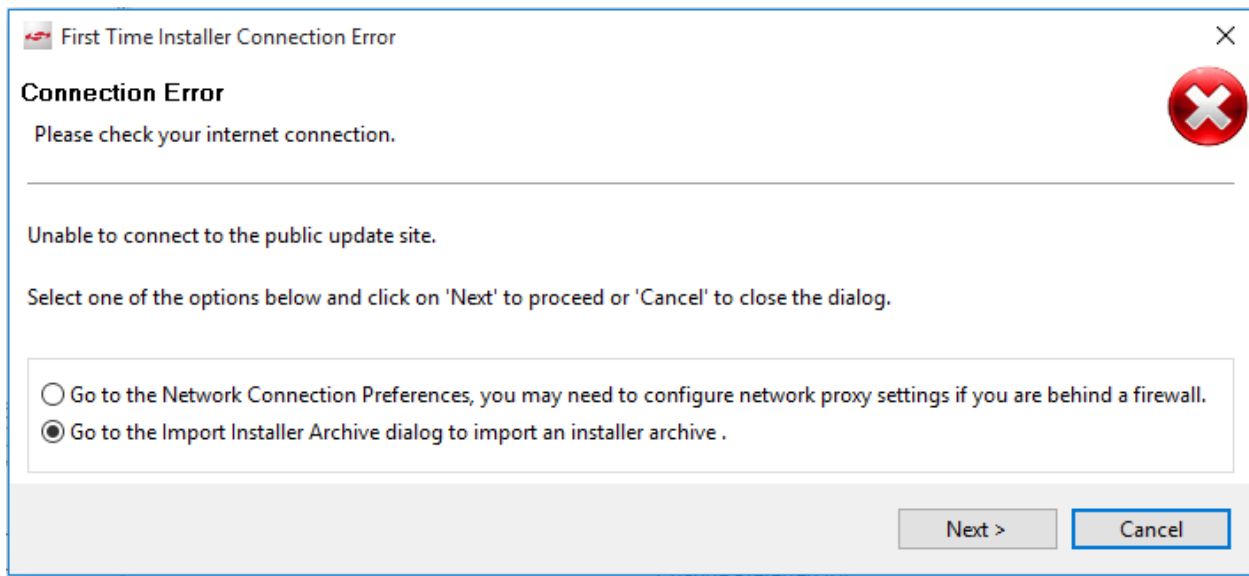 First Time Installer Connection Error
Connection Error
Please check your internet connection.
Unable to connect to the public update site.
Select one of the options below and click on 'Next' to proceed or 'Cancel' to close the dialog.
Go to the Network Connection Preferences, you may need to configure network proxy settings if you are behind a firewall.
Go to the Import Installer Archive dialog to import an installer archive .
Next >
Cancel